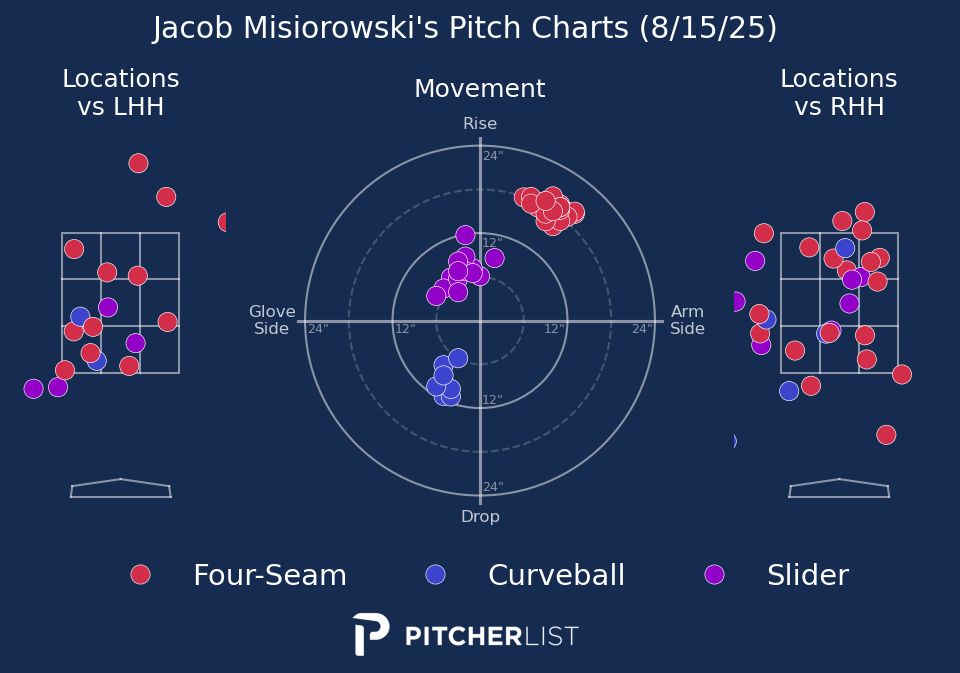 Jacob Misiorowski's Pitch Charts (8/15/25)
Locations
vs LHH
Movement
Locations
vs RHH
Rise
24"
12"
Glove
Side
24"
12"
12"
24"
Arm
Side
12"
24"
Drop
Four-Seam
Curveball
Slider
PITCHERLIST